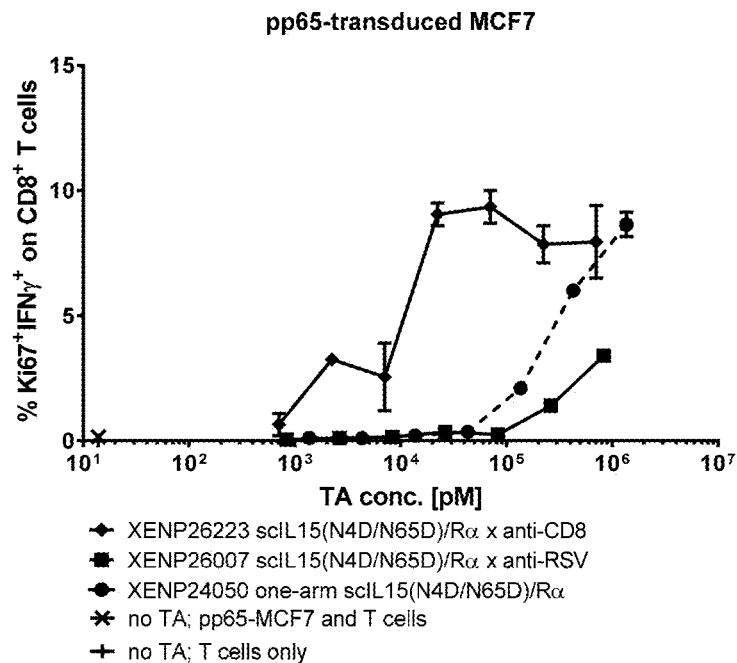 pp65-transduced MCF7
% Ki67⁺IFNγ⁺ on CD8⁺ T cells
15
10
5
0
10¹ 10² 10³ 10⁴ 10⁵ 10⁶ 10⁷
TA conc. [pM]
XENP26223 scIL15(N4D/N65D)/Rα x anti-CD8
XENP26007 scIL15(N4D/N65D)/Rα x anti-RSV
XENP24050 one-arm scIL15(N4D/N65D)/Rα
no TA; pp65-MCF7 and T cells
no TA; T cells only